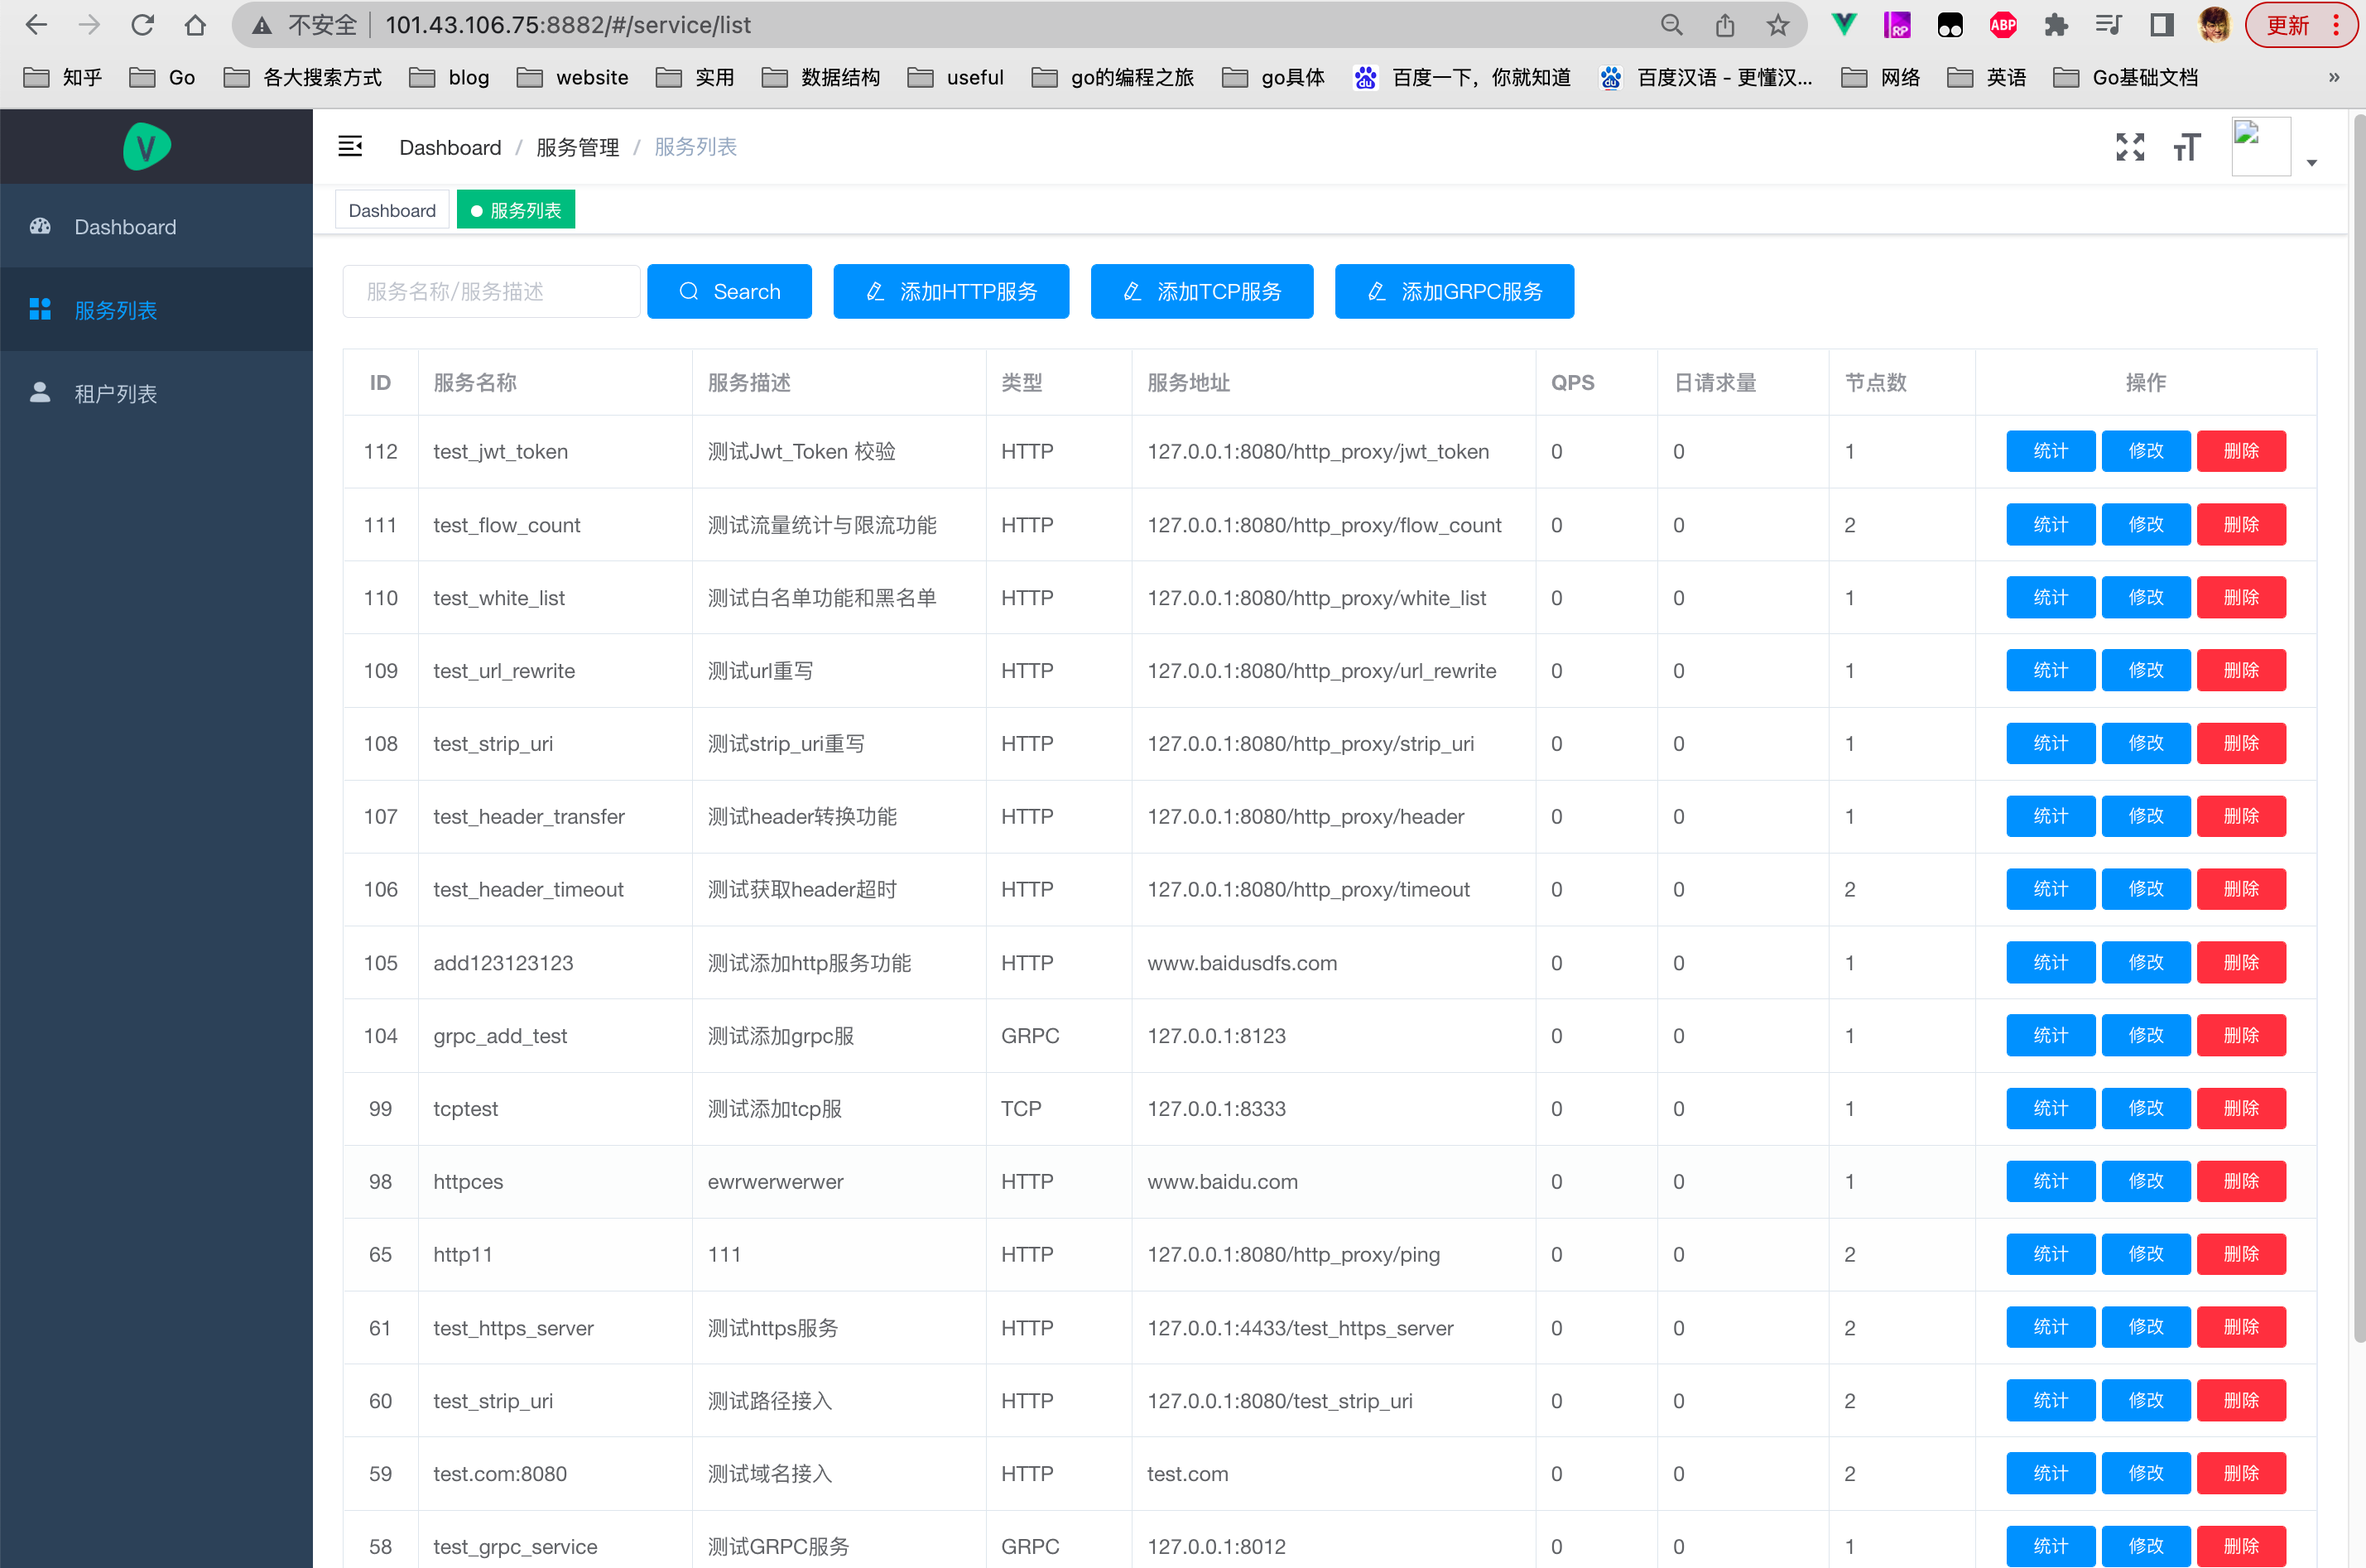 不安全 101.43.106.75:8882/#/service/list ABP 更新
知乎 Go 各大搜索方式 blog website 实用 数据结构 useful go的编程之旅 go具体 百度一下，你就知道 百度汉语 - 更懂汉... 网络 英语 Go基础文档 »
V
Dashboard / 服务管理 / 服务列表
Dashboard 服务列表
Dashboard
服务列表
租户列表
服务名称/服务描述 Search 添加HTTP服务 添加TCP服务 添加GRPC服务
ID 服务名称 服务描述 类型 服务地址 QPS 日请求量 节点数 操作
112 test_jwt_token 测试Jwt_Token 校验 HTTP 127.0.0.1:8080/http_proxy/jwt_token 0 0 1 统计 修改 删除
111 test_flow_count 测试流量统计与限流功能 HTTP 127.0.0.1:8080/http_proxy/flow_count 0 0 2 统计 修改 删除
110 test_white_list 测试白名单功能和黑名单 HTTP 127.0.0.1:8080/http_proxy/white_list 0 0 1 统计 修改 删除
109 test_url_rewrite 测试url重写 HTTP 127.0.0.1:8080/http_proxy/url_rewrite 0 0 1 统计 修改 删除
108 test_strip_uri 测试strip_uri重写 HTTP 127.0.0.1:8080/http_proxy/strip_uri 0 0 1 统计 修改 删除
107 test_header_transfer 测试header转换功能 HTTP 127.0.0.1:8080/http_proxy/header 0 0 1 统计 修改 删除
106 test_header_timeout 测试获取header超时 HTTP 127.0.0.1:8080/http_proxy/timeout 0 0 2 统计 修改 删除
105 add123123123 测试添加http服务功能 HTTP www.baidusdfs.com 0 0 1 统计 修改 删除
104 grpc_add_test 测试添加grpc服 GRPC 127.0.0.1:8123 0 0 1 统计 修改 删除
99 tcptest 测试添加tcp服 TCP 127.0.0.1:8333 0 0 1 统计 修改 删除
98 httpces ewrwerwerwer HTTP www.baidu.com 0 0 1 统计 修改 删除
65 http11 111 HTTP 127.0.0.1:8080/http_proxy/ping 0 0 2 统计 修改 删除
61 test_https_server 测试https服务 HTTP 127.0.0.1:4433/test_https_server 0 0 2 统计 修改 删除
60 test_strip_uri 测试路径接入 HTTP 127.0.0.1:8080/test_strip_uri 0 0 2 统计 修改 删除
59 test.com:8080 测试域名接入 HTTP test.com 0 0 2 统计 修改 删除
58 test_grpc_service 测试GRPC服务 GRPC 127.0.0.1:8012 0 0 1 统计 修改 删除